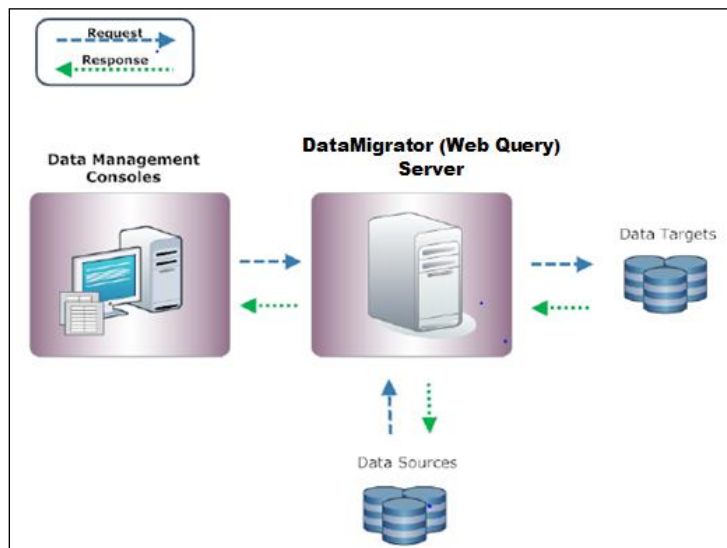 Request
Response
Data Management
Consoles
DataMigrator (Web Query)
Server
Data Targets
Data Sources